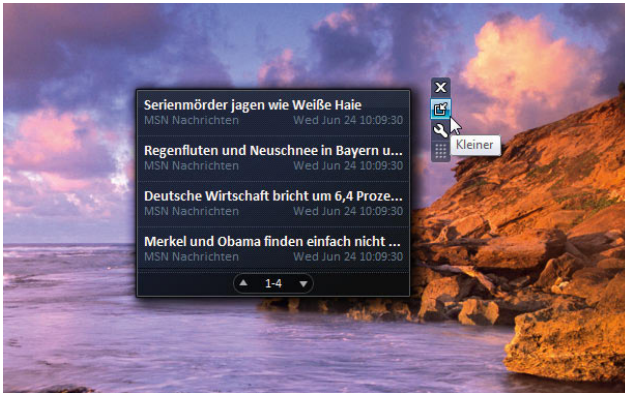 Serienmörder jagen wie Weiße Haie
MSN Nachrichten Wed Jun 24 10:09:30
Regenfluten und Neuschnee in Bayern u...
MSN Nachrichten Wed Jun 24 10:09:30
Deutsche Wirtschaft bricht um 6,4 Proze...
MSN Nachrichten Wed Jun 24 10:09:30
Merkel und Obama finden einfach nicht ...
MSN Nachrichten Wed Jun 24 10:09:30
1-4
Kleiner